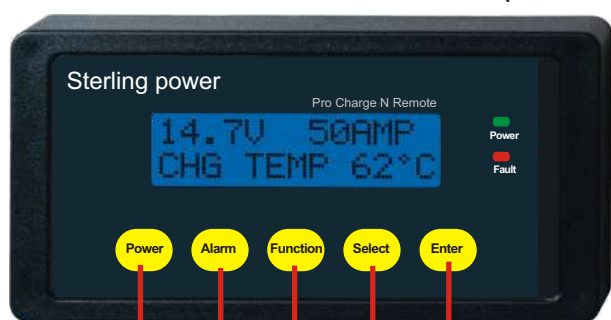 Sterling power
Pro Charge N Remote
14.7V 50AMP
CHG TEMP 62°C
Power
Fault
Power Alarm Function Select Enter